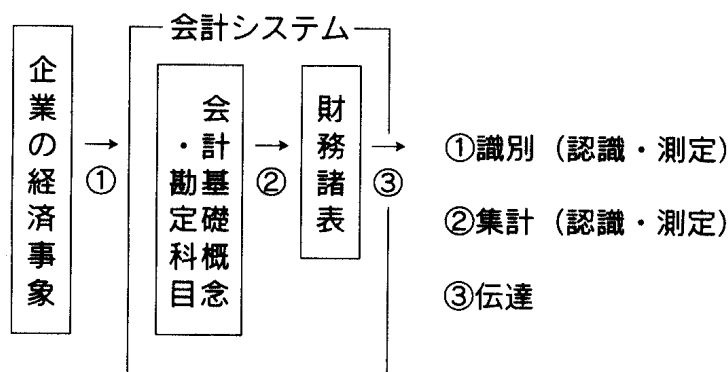 会計システム
企業の経済事象
→
①
会計基礎概念
・勘定科目
→
②
財務諸表
→
③
①識別（認識・測定）
②集計（認識・測定）
③伝達